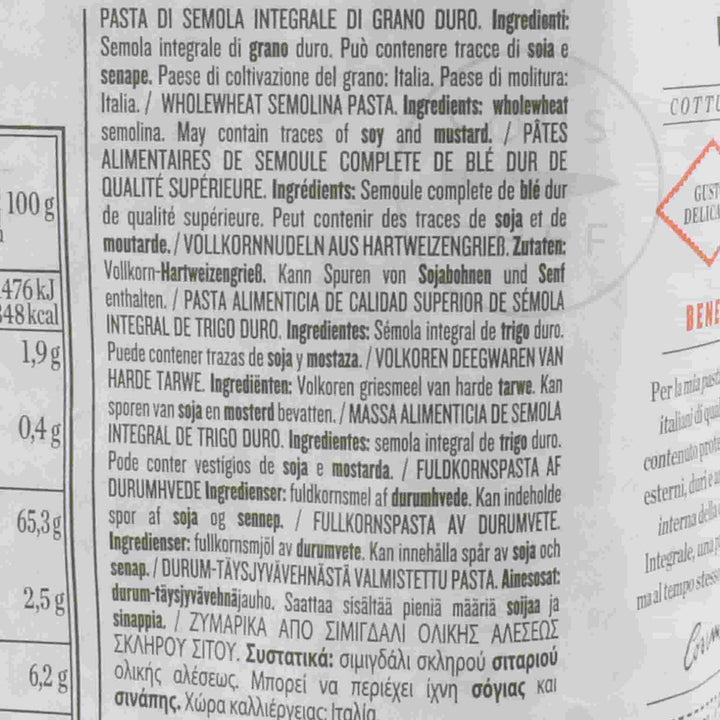 100 g
1476 kJ
348 kcal
1,9 g
0,4 g
65,3 g
2,5 g
6,2 g
PASTA DI SEMOLA INTEGRALE DI GRANO DURO. Ingredienti:
Semola integrale di grano duro. Può contenere tracce di soia e
senape. Paese di coltivazione del grano: Italia. Paese di molitura:
Italia. / WHOLEWHEAT SEMOLINA PASTA. Ingredients: wholewheat
semolina. May contain traces of soy and mustard. / PÂTES
ALIMENTAIRES DE SEMOULE COMPLETE DE BLÉ DUR DE
QUALITÉ SUPÉRIEURE. Ingrédients: Semoule complete de blé dur
de qualité supérieure. Peut contenir des traces de soja et de
moutarde. / VOLLKORNNUDELN AUS HARTWEIZENGRIEß. Zutaten:
Vollkorn-Hartweizengrieß. Kann Spuren von Sojabohnen und Senf
enthalten. / PASTA ALIMENTICIA DE CALIDAD SUPERIOR DE SÉMOLA
INTEGRAL DE TRIGO DURO. Ingredientes: Sémola integral de trigo duro.
Puede contener trazas de soja y mostaza. / VOLKOREN DEEGWAREN VAN
HARDE TARWE. Ingrediënten: Volkoren griesmeel van harde tarwe. Kan
sporen van soja en mosterd bevatten. / MASSA ALIMENTICIA DE SEMOLA
INTEGRAL DE TRIGO DURO. Ingredientes: semola integral de trigo duro.
Pode conter vestígios de soja e mostarda. / FULDKORNSPASTA AF
DURUMHVEDE Ingredienser: fuldkornsmel af durumhvede. Kan indeholde
spor af soja og sennep. / FULLKORNSPASTA AV DURUMVETE.
Ingredienser: fullkornsmjöl av durumvete. Kan innehålla spår av soja och
senap. / DURUM-TÄYSJYVÄVEHNÄSTÄ VALMISTETTU PASTA. Ainesosat:
durum-täysjyvävehnäjauho. Saattaa sisältää pieniä määriä soijaa ja
sinappia. / ΖΥΜΑΡΙΚΑ ΑΠΟ ΣΙΜΙΓΔΑΛΙ ΟΛΙΚΗΣ ΑΛΕΣΕΩΣ
ΣΚΛΗΡΟΥ ΣΙΤΟΥ. Συστατικά: σιμιγδάλι σκληρού σιταριού
ολικής αλέσεως. Μπορεί να περιέχει ίχνη σόγιας και
σινάπης. Χώρα καλλιέργειας: Ιταλία.
COTTU
GUST
DELICA
BENE
Per la mia past
italiani di qua
contenuto prote
esterni, duri e
interna della
Integrale, una
ma al tempo stesso